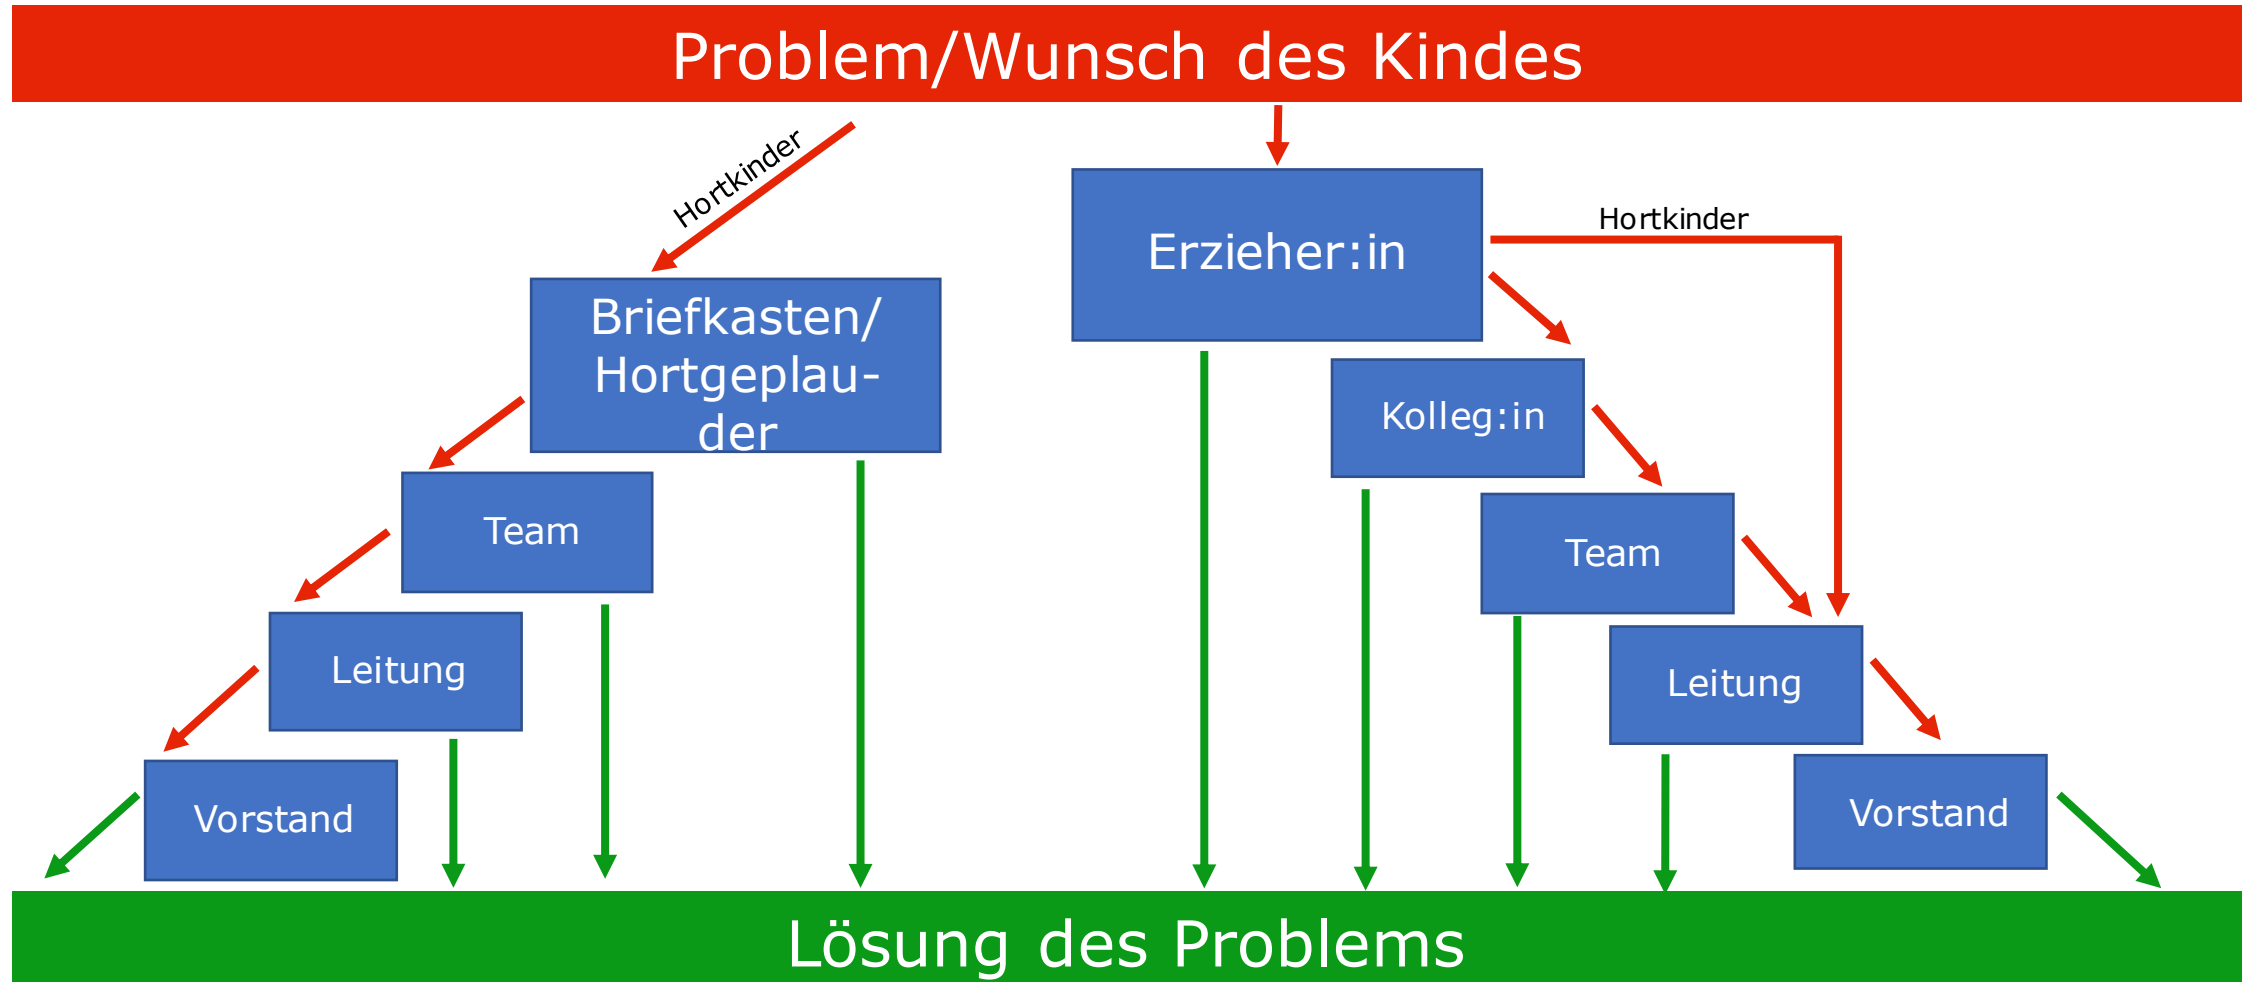 Problem/Wunsch des Kindes
Hortkinder
Hortkinder
Erzieher:in
Briefkasten/
Hortgeplau-
der
Kolleg:in
Team
Team
Leitung
Leitung
Vorstand
Vorstand
Lösung des Problems